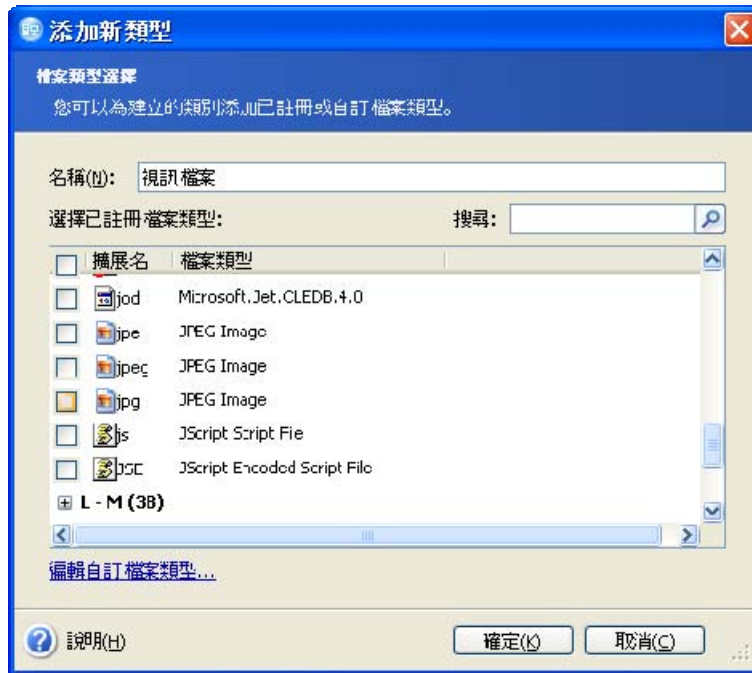 添加新類型
檔案類型選擇
您可以為建立的類別添加已註冊或自訂檔案類型。
名稱(N): 視訊檔案
選擇已註冊檔案類型: 搜尋:
擴展名 檔案類型
jod Microsoft.Jet.OLEDB.4.0
jpe JPEG Image
jpeg JPEG Image
jpg JPEG Image
js JScript Script File
JSE JScript Encoded Script File
L - M (38)
編輯自訂檔案類型...
說明(H) 確定(K) 取消(C)